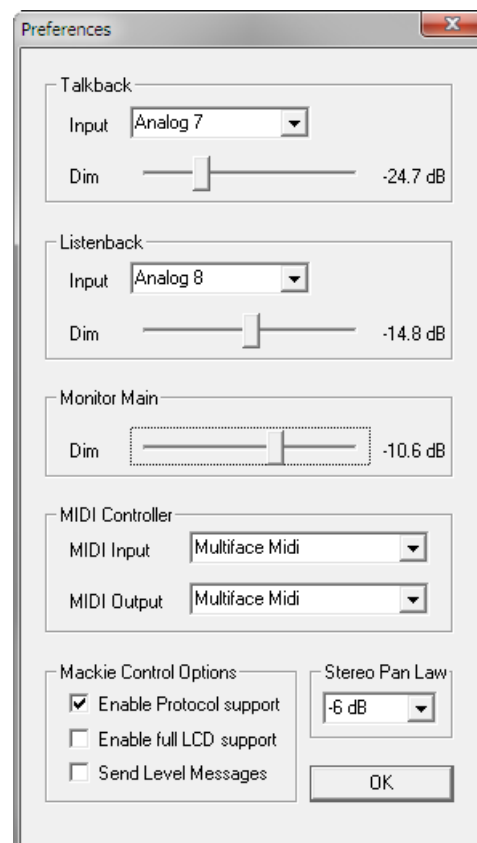 Preferences
Talkback
Input Analog 7
Dim -24.7 dB
Listenback
Input Analog 8
Dim -14.8 dB
Monitor Main
Dim -10.6 dB
MIDI Controller
MIDI Input Multiface Midi
MIDI Output Multiface Midi
Mackie Control Options
Enable Protocol support
Enable full LCD support
Send Level Messages
Stereo Pan Law
-6 dB
OK